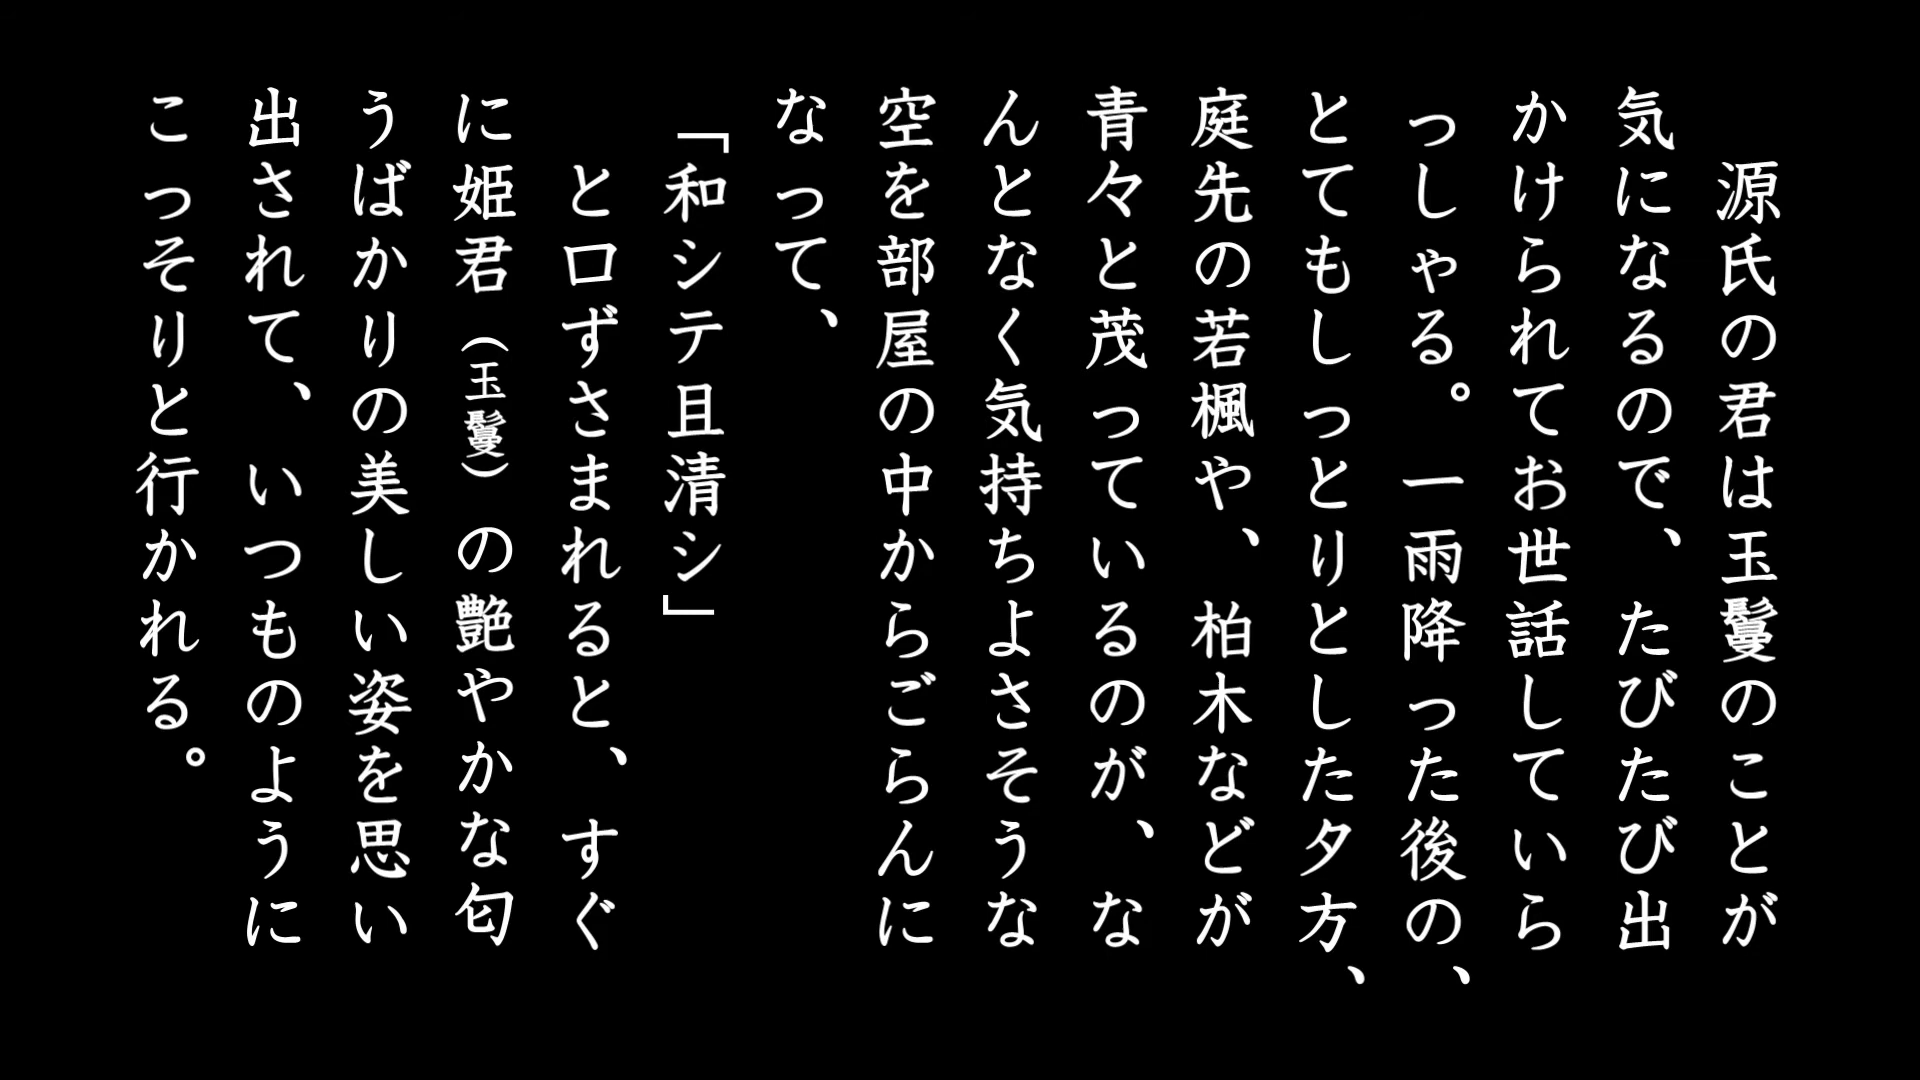 源氏の君は玉鬘のことが
気になるので、たびたび出
かけられてお世話していら
っしゃる。一雨降った後の、
とてもしっとりとした夕方、
庭先の若楓や、柏木などが
青々と茂っているのが、な
んとなく気持ちよさそうな
空を部屋の中からごらんに
なって、
「和シテ且清シ」
と口ずさまれると、すぐ
に姫君（玉鬘）の艶やかな匂
うばかりの美しい姿を思い
出されて、いつものように
こっそりと行かれる。